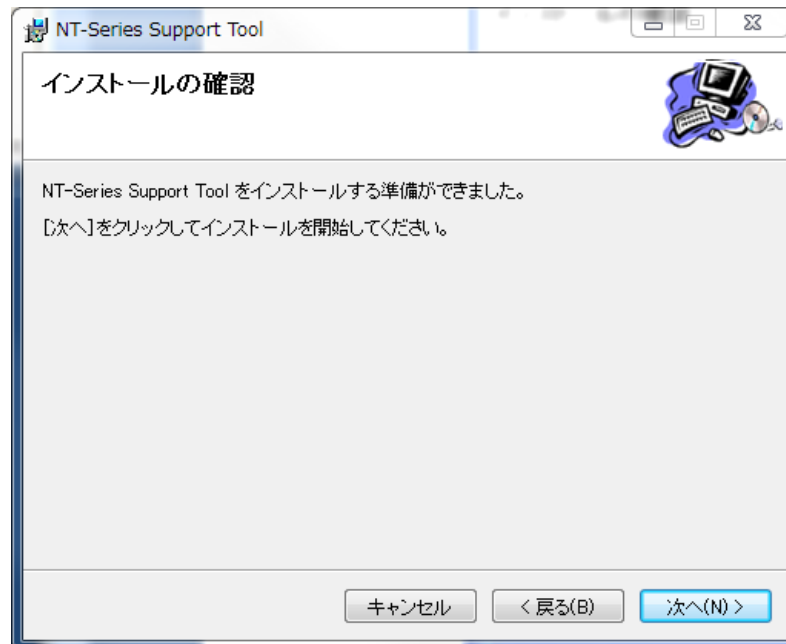 NT-Series Support Tool
インストールの確認
NT-Series Support Tool をインストールする準備ができました。
[次へ]をクリックしてインストールを開始してください。
キャンセル
< 戻る(B)
次へ(N) >